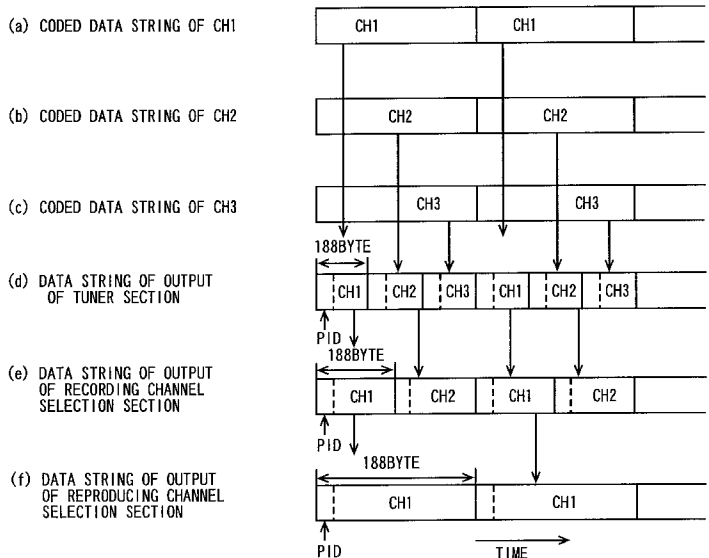 (a) CODED DATA STRING OF CH1
CH1 CH1
(b) CODED DATA STRING OF CH2
CH2 CH2
(c) CODED DATA STRING OF CH3
CH3 CH3
188BYTE
(d) DATA STRING OF OUTPUT
OF TUNER SECTION
CH1 CH2 CH3 CH1 CH2 CH3
PID
188BYTE
(e) DATA STRING OF OUTPUT
OF RECORDING CHANNEL
SELECTION SECTION
CH1 CH2 CH1 CH2
PID
188BYTE
(f) DATA STRING OF OUTPUT
OF REPRODUCING CHANNEL
SELECTION SECTION
CH1 CH1
PID
TIME